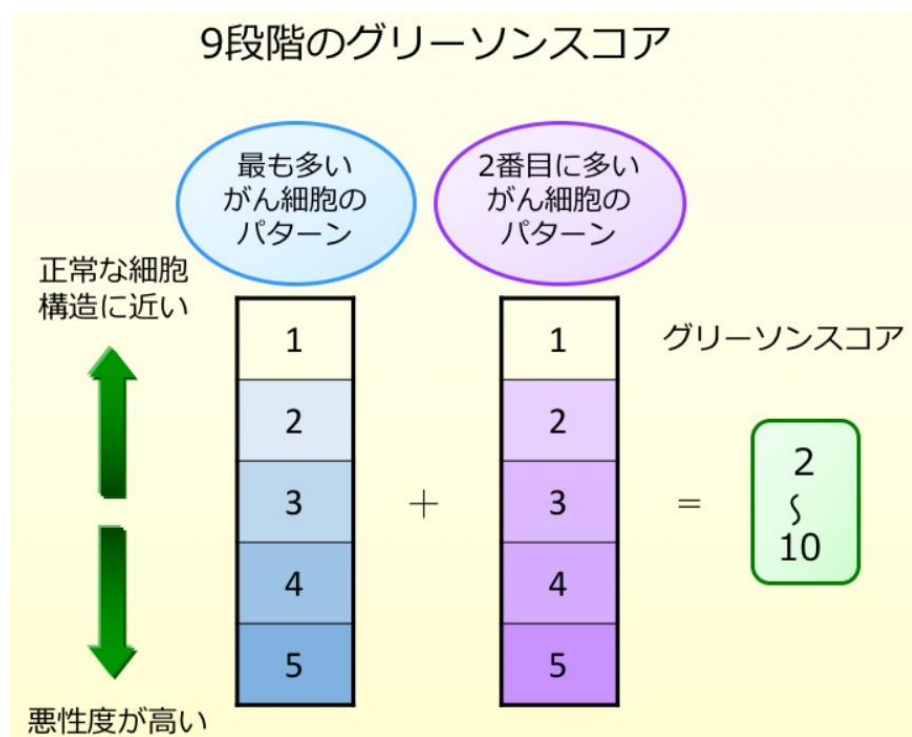 9段階のグリーソンスコア
最も多い
がん細胞の
パターン
2番目に多い
がん細胞の
パターン
正常な細胞
構造に近い
悪性度が高い
1
2
3
4
5
+
1
2
3
4
5
=
グリーソンスコア
2
〜
10